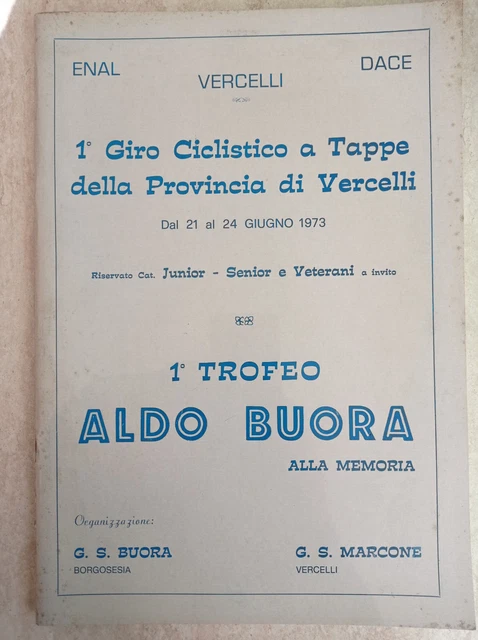 ENAL VERCELLI DACE
1° Giro Ciclistico a Tappe
della Provincia di Vercelli
Dal 21 al 24 GIUGNO 1973
Riservato Cat. Junior - Senior e Veterani a invito
1° TROFEO
ALDO BUORA
ALLA MEMORIA
Organizzazione:
G. S. BUORA G. S. MARCONE
BORGOSESIA VERCELLI